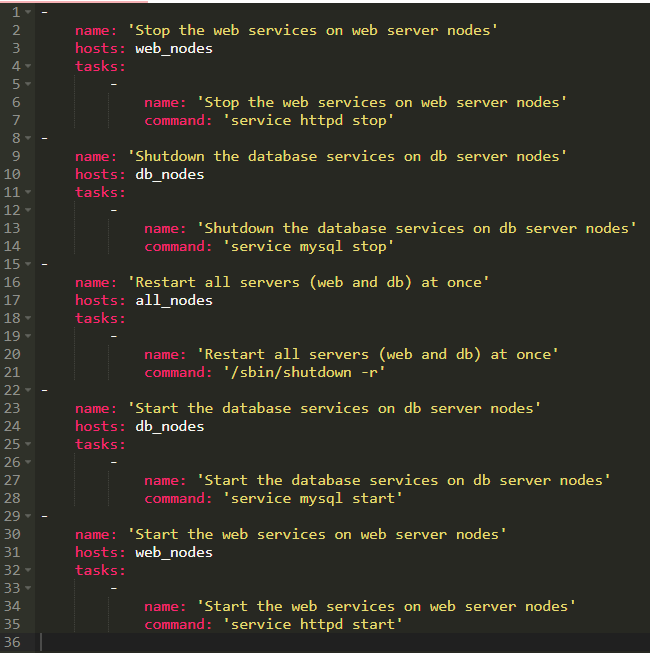 1 -
2 name: 'Stop the web services on web server nodes'
3 hosts: web_nodes
4 tasks:
5 -
6 name: 'Stop the web services on web server nodes'
7 command: 'service httpd stop'
8 -
9 name: 'Shutdown the database services on db server nodes'
10 hosts: db_nodes
11 tasks:
12 -
13 name: 'Shutdown the database services on db server nodes'
14 command: 'service mysql stop'
15 -
16 name: 'Restart all servers (web and db) at once'
17 hosts: all_nodes
18 tasks:
19 -
20 name: 'Restart all servers (web and db) at once'
21 command: '/sbin/shutdown -r'
22 -
23 name: 'Start the database services on db server nodes'
24 hosts: db_nodes
25 tasks:
26 -
27 name: 'Start the database services on db server nodes'
28 command: 'service mysql start'
29 -
30 name: 'Start the web services on web server nodes'
31 hosts: web_nodes
32 tasks:
33 -
34 name: 'Start the web services on web server nodes'
35 command: 'service httpd start'
36